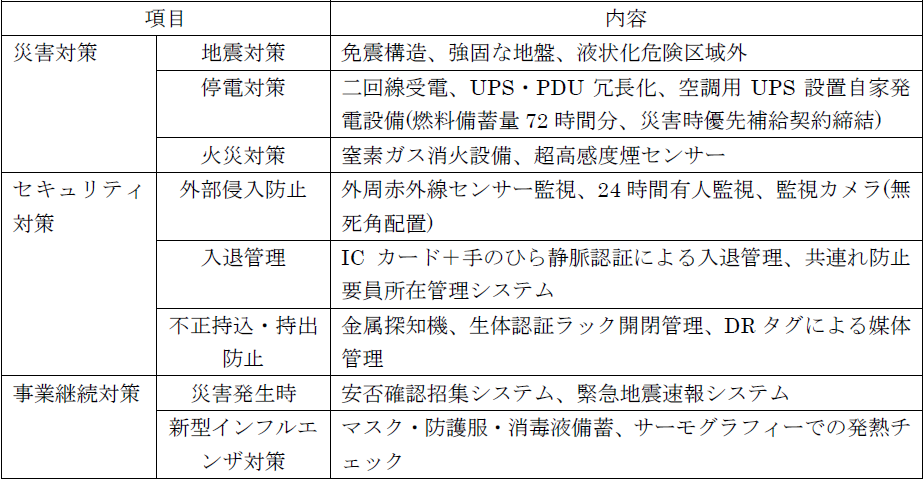 項目 内容
災害対策 地震対策 免震構造、強固な地盤、液状化危険区域外
停電対策 二回線受電、UPS・PDU 冗長化、空調用 UPS 設置自家発
電設備(燃料備蓄量 72 時間分、災害時優先補給契約締結)
火災対策 窒素ガス消火設備、超高感度煙センサー
セキュリティ 外部侵入防止 外周赤外線センサー監視、24 時間有人監視、監視カメラ(無
対策 死角配置)
入退管理 IC カード＋手のひら静脈認証による入退管理、共連れ防止
要員所在管理システム
不正持込・持出 金属探知機、生体認証ラック開閉管理、DR タグによる媒体
防止 管理
事業継続対策 災害発生時 安否確認招集システム、緊急地震速報システム
新型インフルエ マスク・防護服・消毒液備蓄、サーモグラフィーでの発熱チ
ンザ対策 ェック